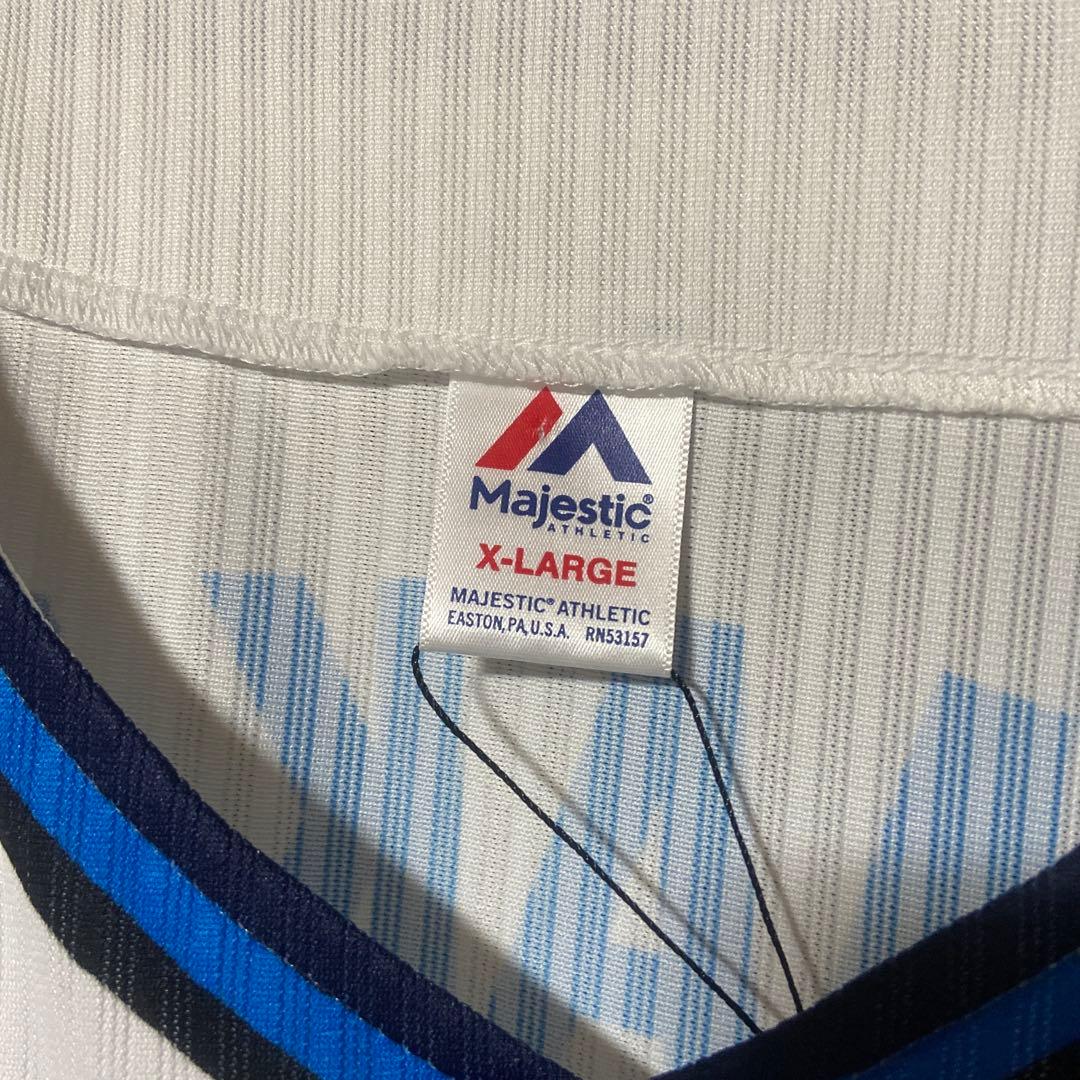 Majestic®
ATHLETIC
X-LARGE
MAJESTIC® ATHLETIC
EASTON, PA, U.S.A. RN53157